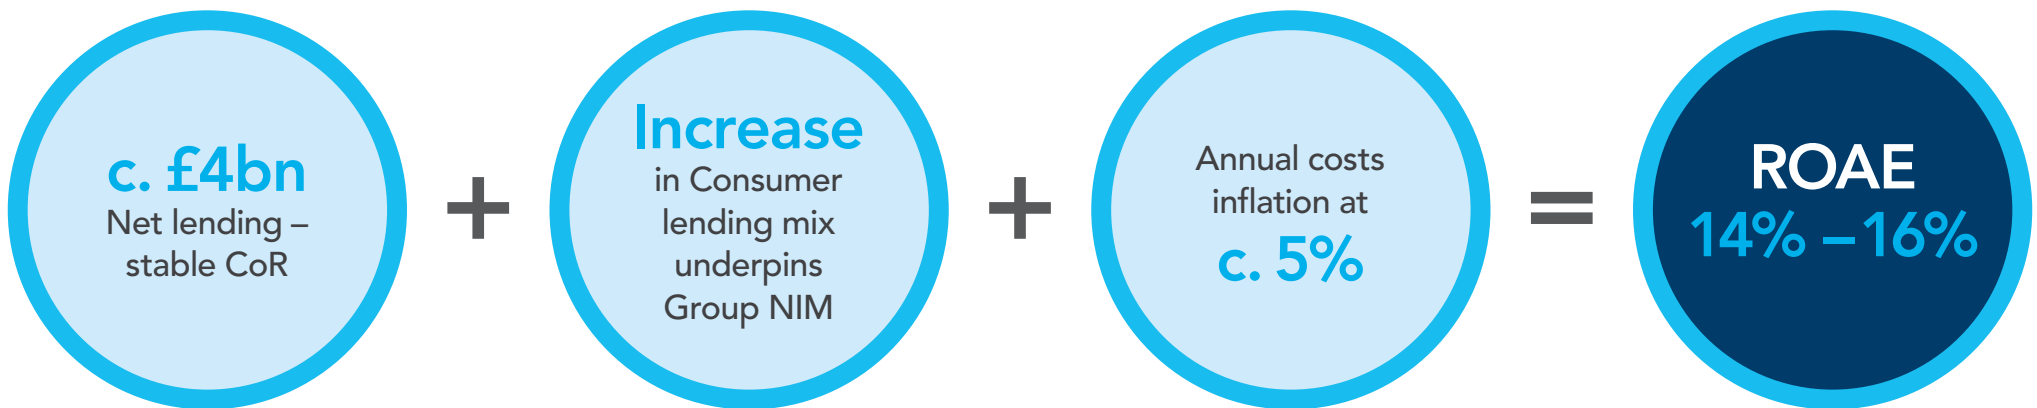 c. £4bn
Net lending –
stable CoR
+
Increase
in Consumer
lending mix
underpins
Group NIM
+
Annual costs
inflation at
c. 5%
=
ROAE
14% – 16%